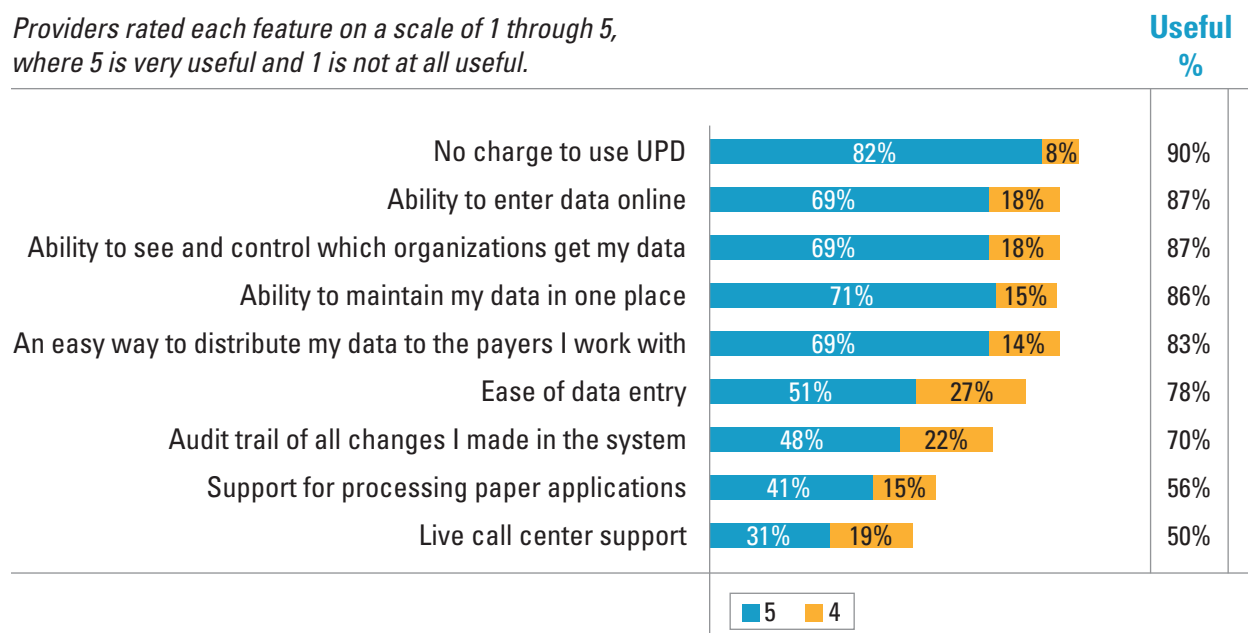 Providers rated each feature on a scale of 1 through 5,
where 5 is very useful and 1 is not at all useful.
Useful
%
No charge to use UPD 82% 8% 90%
Ability to enter data online 69% 18% 87%
Ability to see and control which organizations get my data 69% 18% 87%
Ability to maintain my data in one place 71% 15% 86%
An easy way to distribute my data to the payers I work with 69% 14% 83%
Ease of data entry 51% 27% 78%
Audit trail of all changes I made in the system 48% 22% 70%
Support for processing paper applications 41% 15% 56%
Live call center support 31% 19% 50%
5 4